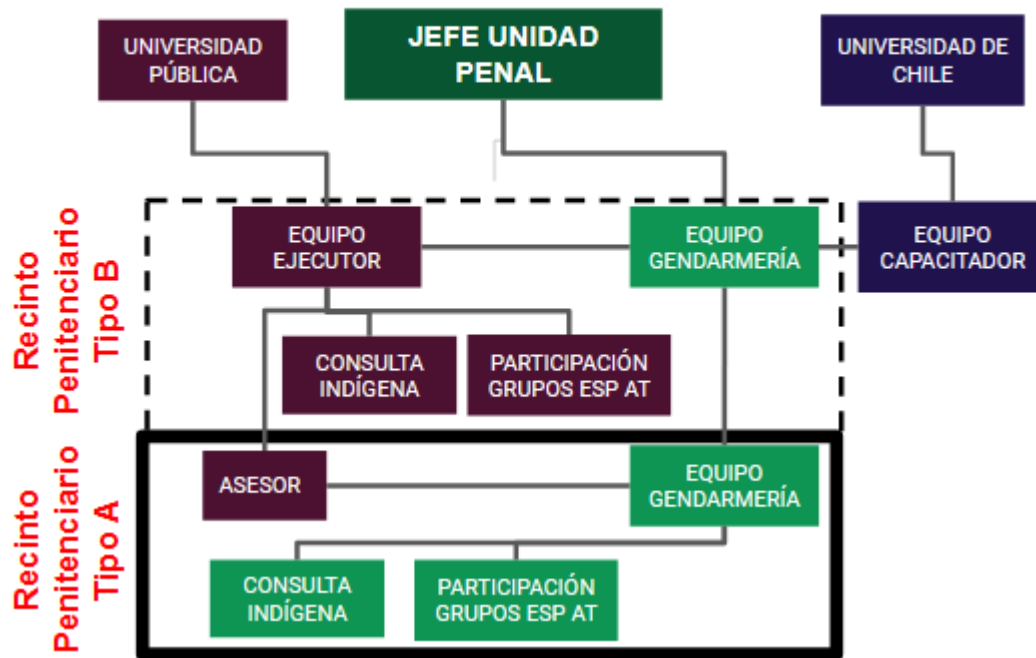 UNIVERSIDAD
PÚBLICA
JEFE UNIDAD
PENAL
UNIVERSIDAD DE
CHILE
Recinto
Penitenciario
Tipo B
EQUIPO
EJECUTOR
EQUIPO
GENDARMERÍA
EQUIPO
CAPACITADOR
CONSULTA
INDÍGENA
PARTICIPACIÓN
GRUPOS ESP AT
Recinto
Penitenciario
Tipo A
ASESOR
EQUIPO
GENDARMERÍA
CONSULTA
INDÍGENA
PARTICIPACIÓN
GRUPOS ESP AT